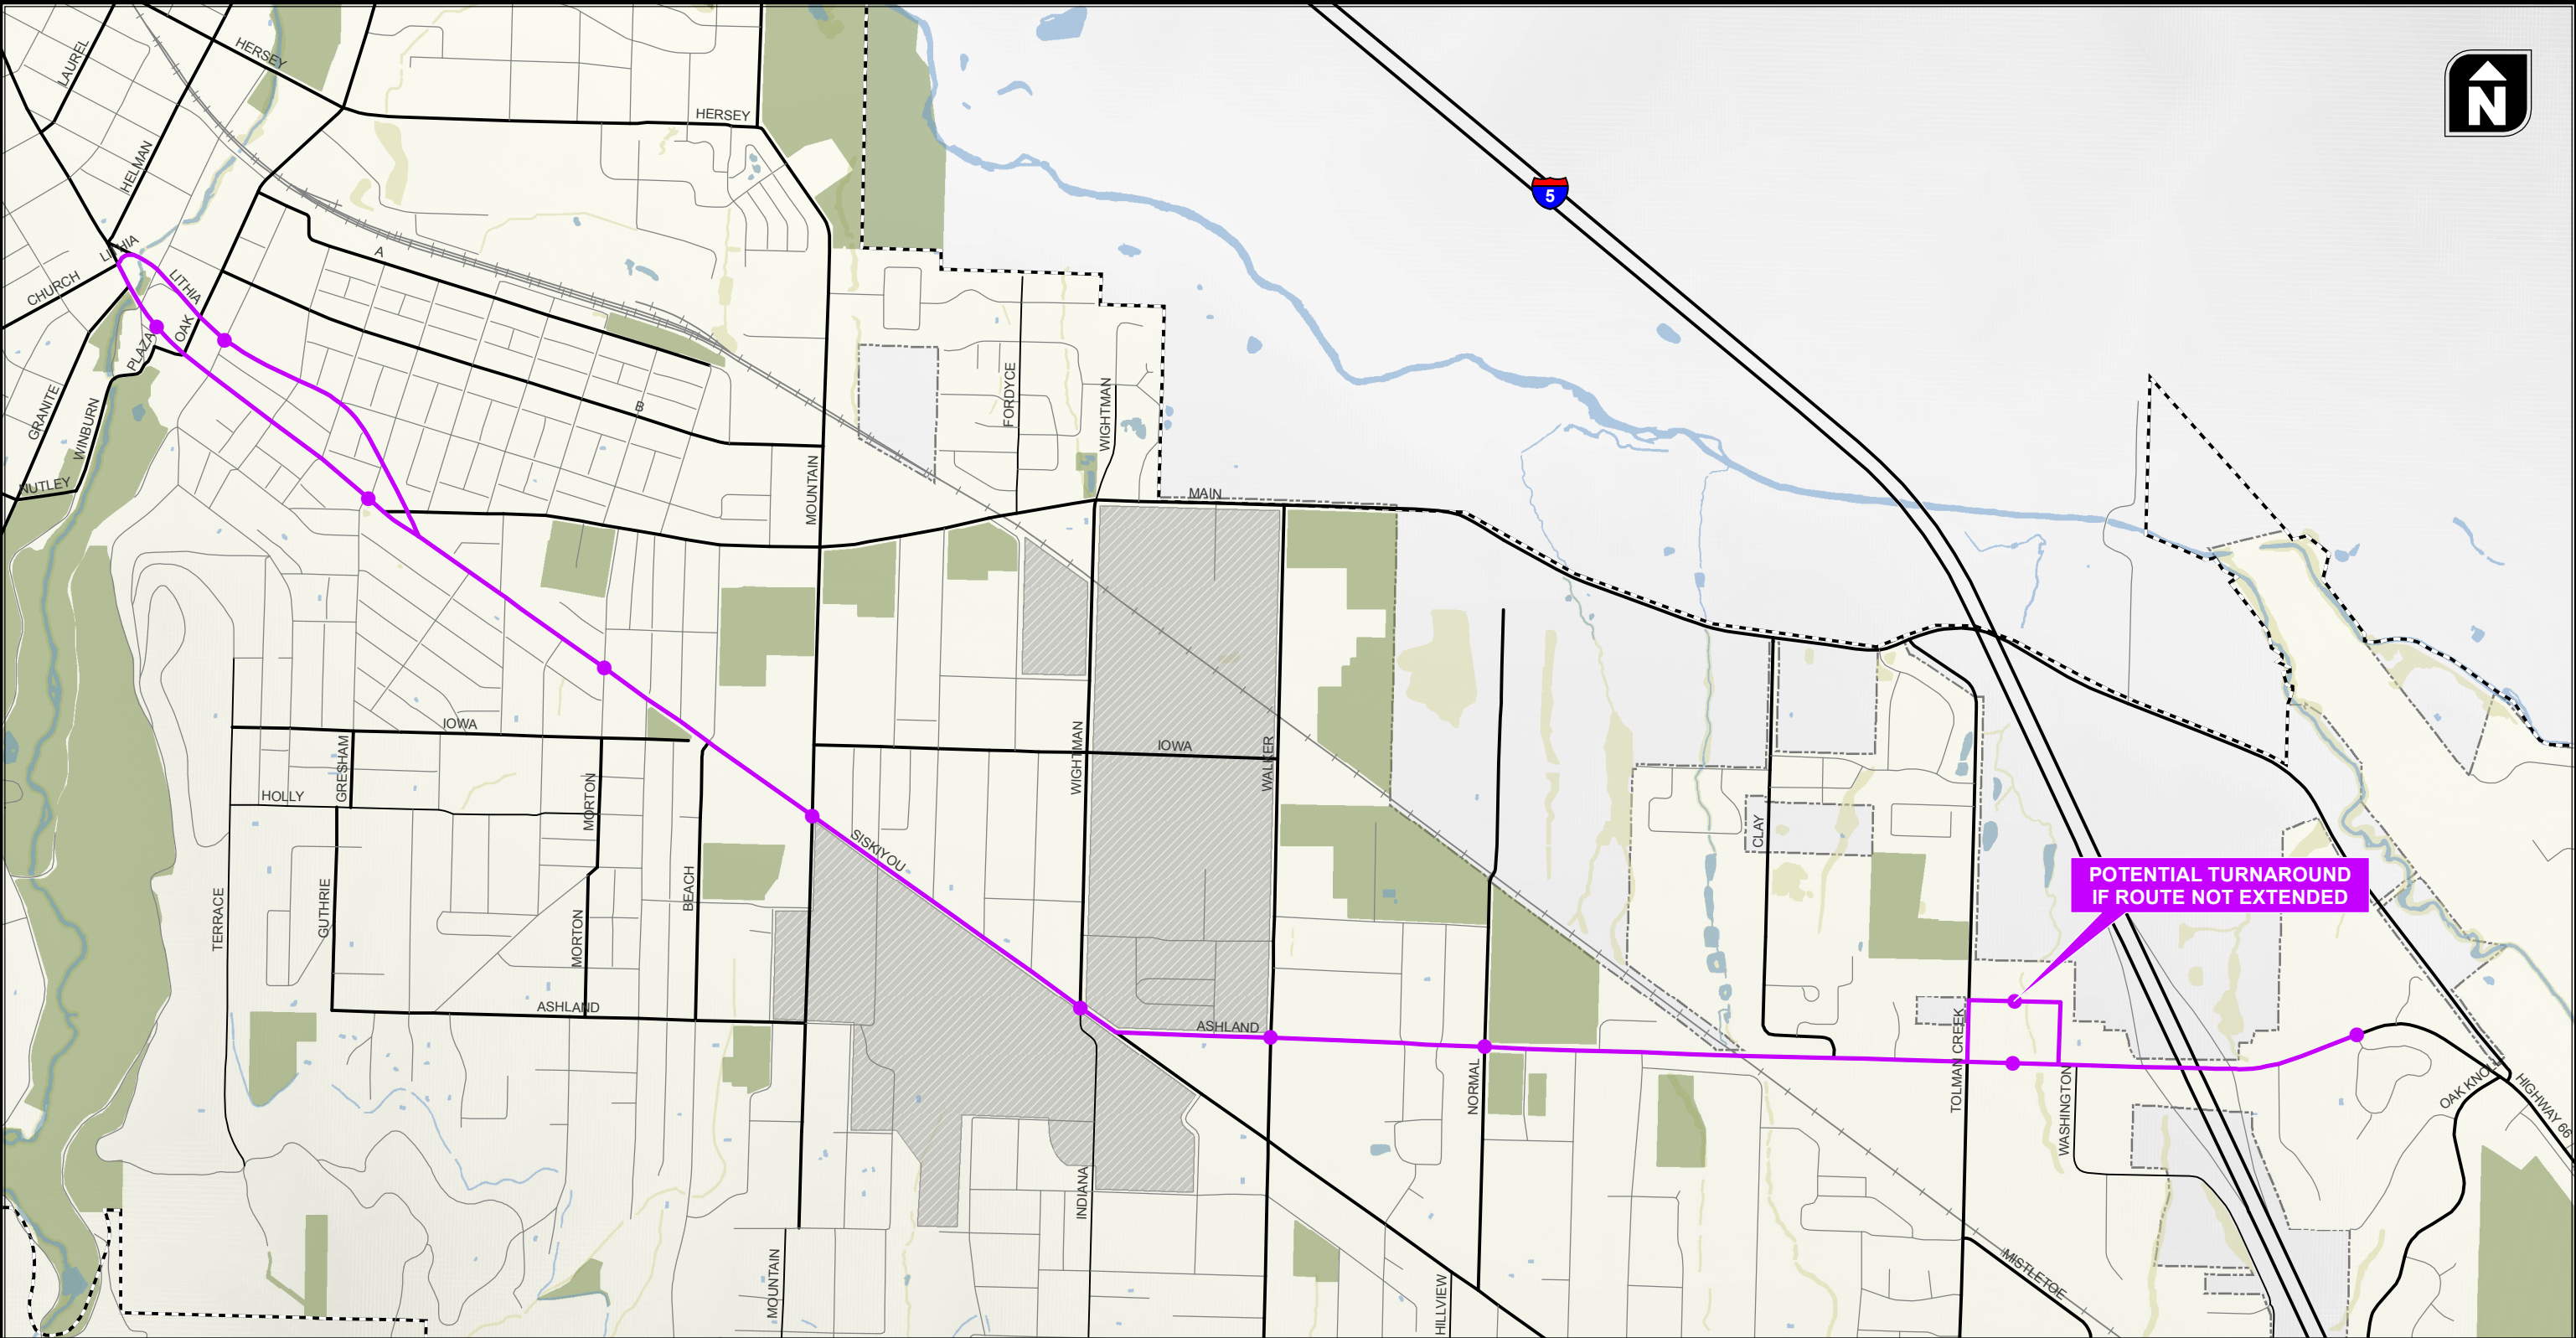 LAUREL
HERSEY
HELMAN
HERSEY
N
5
LITHIA
CHURCH
LITHIA
A
PLAZA
OAK
GRANITE
WINBURN
NUTLEY
B
MOUNTAIN
FORDYCE
WIGHTMAN
MAIN
IOWA
GRESHAM
HOLLY
MORTON
TERRACE
GUTHRIE
MORTON
BEACH
SISKIYOU
WIGHTMAN
IOWA
WALKER
CLAY
POTENTIAL TURNAROUND
IF ROUTE NOT EXTENDED
ASHLAND
ASHLAND
NORMAL
TOLMAN CREEK
WASHINGTON
OAK KNOLL
HIGHWAY 66
INDIANA
MOUNTAIN
HILLVIEW
MISTLETOE